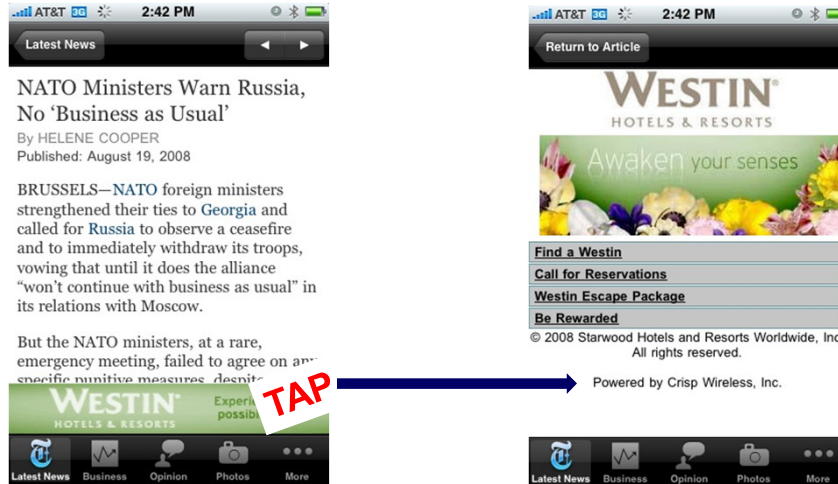 AT&T 3G 2:42 PM
Latest News
NATO Ministers Warn Russia,
No ‘Business as Usual’
By HELENE COOPER
Published: August 19, 2008
BRUSSELS—NATO foreign ministers
strengthened their ties to Georgia and
called for Russia to observe a ceasefire
and to immediately withdraw its troops,
vowing that until it does the alliance
“won’t continue with business as usual” in
its relations with Moscow.
But the NATO ministers, at a rare,
emergency meeting, failed to agree on any
specific punitive measures, despite
WESTIN®
HOTELS & RESORTS
TAP
Latest News Business Opinion Photos More
AT&T 3G 2:42 PM
Return to Article
WESTIN®
HOTELS & RESORTS
Awaken your senses
Find a Westin
Call for Reservations
Westin Escape Package
Be Rewarded
© 2008 Starwood Hotels and Resorts Worldwide, Inc
All rights reserved.
Powered by Crisp Wireless, Inc.
Latest News Business Opinion Photos More